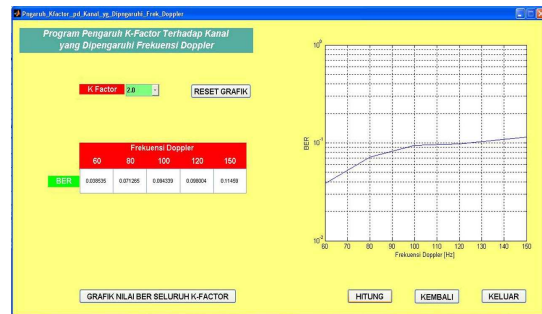 Pngaruh_Kfactor_pd_Kanal_yg_Dipengaruhi_Frek_Doppler
Program Pengaruh K-Factor Terhadap Kanal
yang Dipengaruhi Frekuensi Doppler
K Factor 2.0
RESET GRAFIK
Frekuensi Doppler
60 80 100 120 150
BER 0.038535 0.071265 0.094339 0.098004 0.11459
GRAFIK NILAI BER SELURUH K-FACTOR
10^0
10^-1
10^-2
BER
60 70 80 90 100 110 120 130 140 150
Frekuensi Doppler [Hz]
HITUNG KEMBALI KELUAR